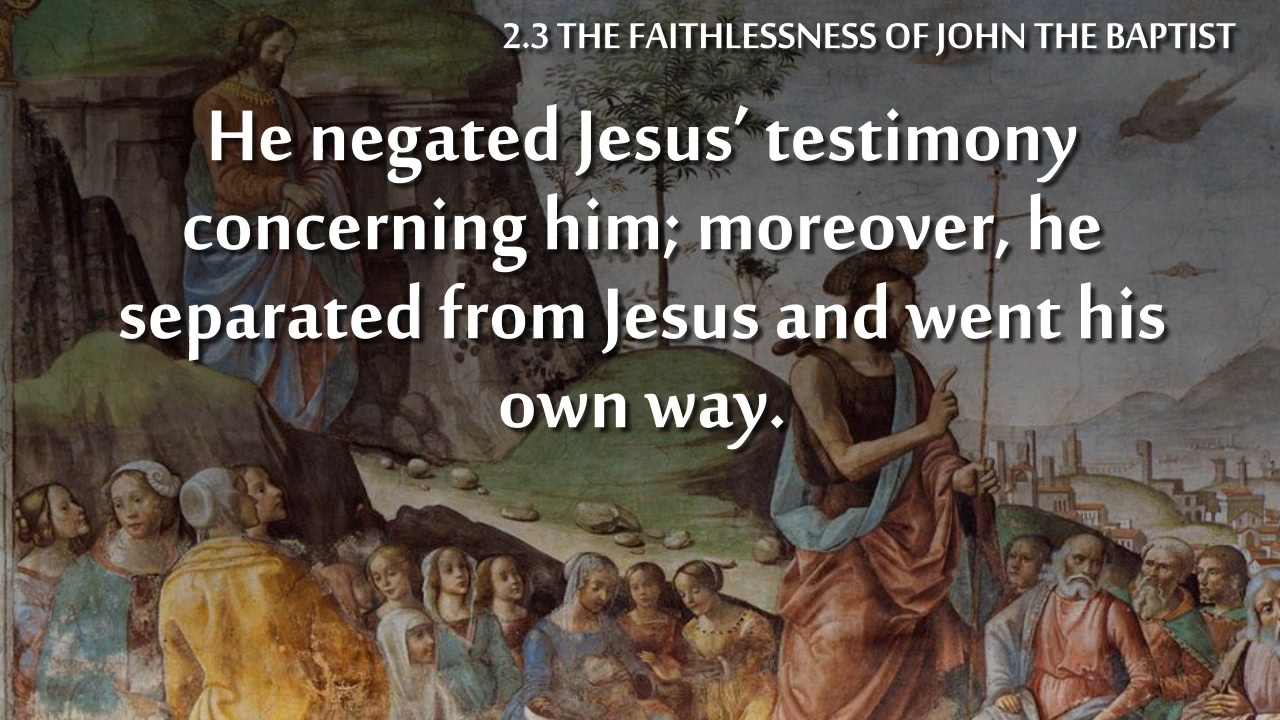 2.3 THE FAITHLESSNESS OF JOHN THE BAPTIST
He negated Jesus’ testimony
concerning him; moreover, he
separated from Jesus and went his
own way.